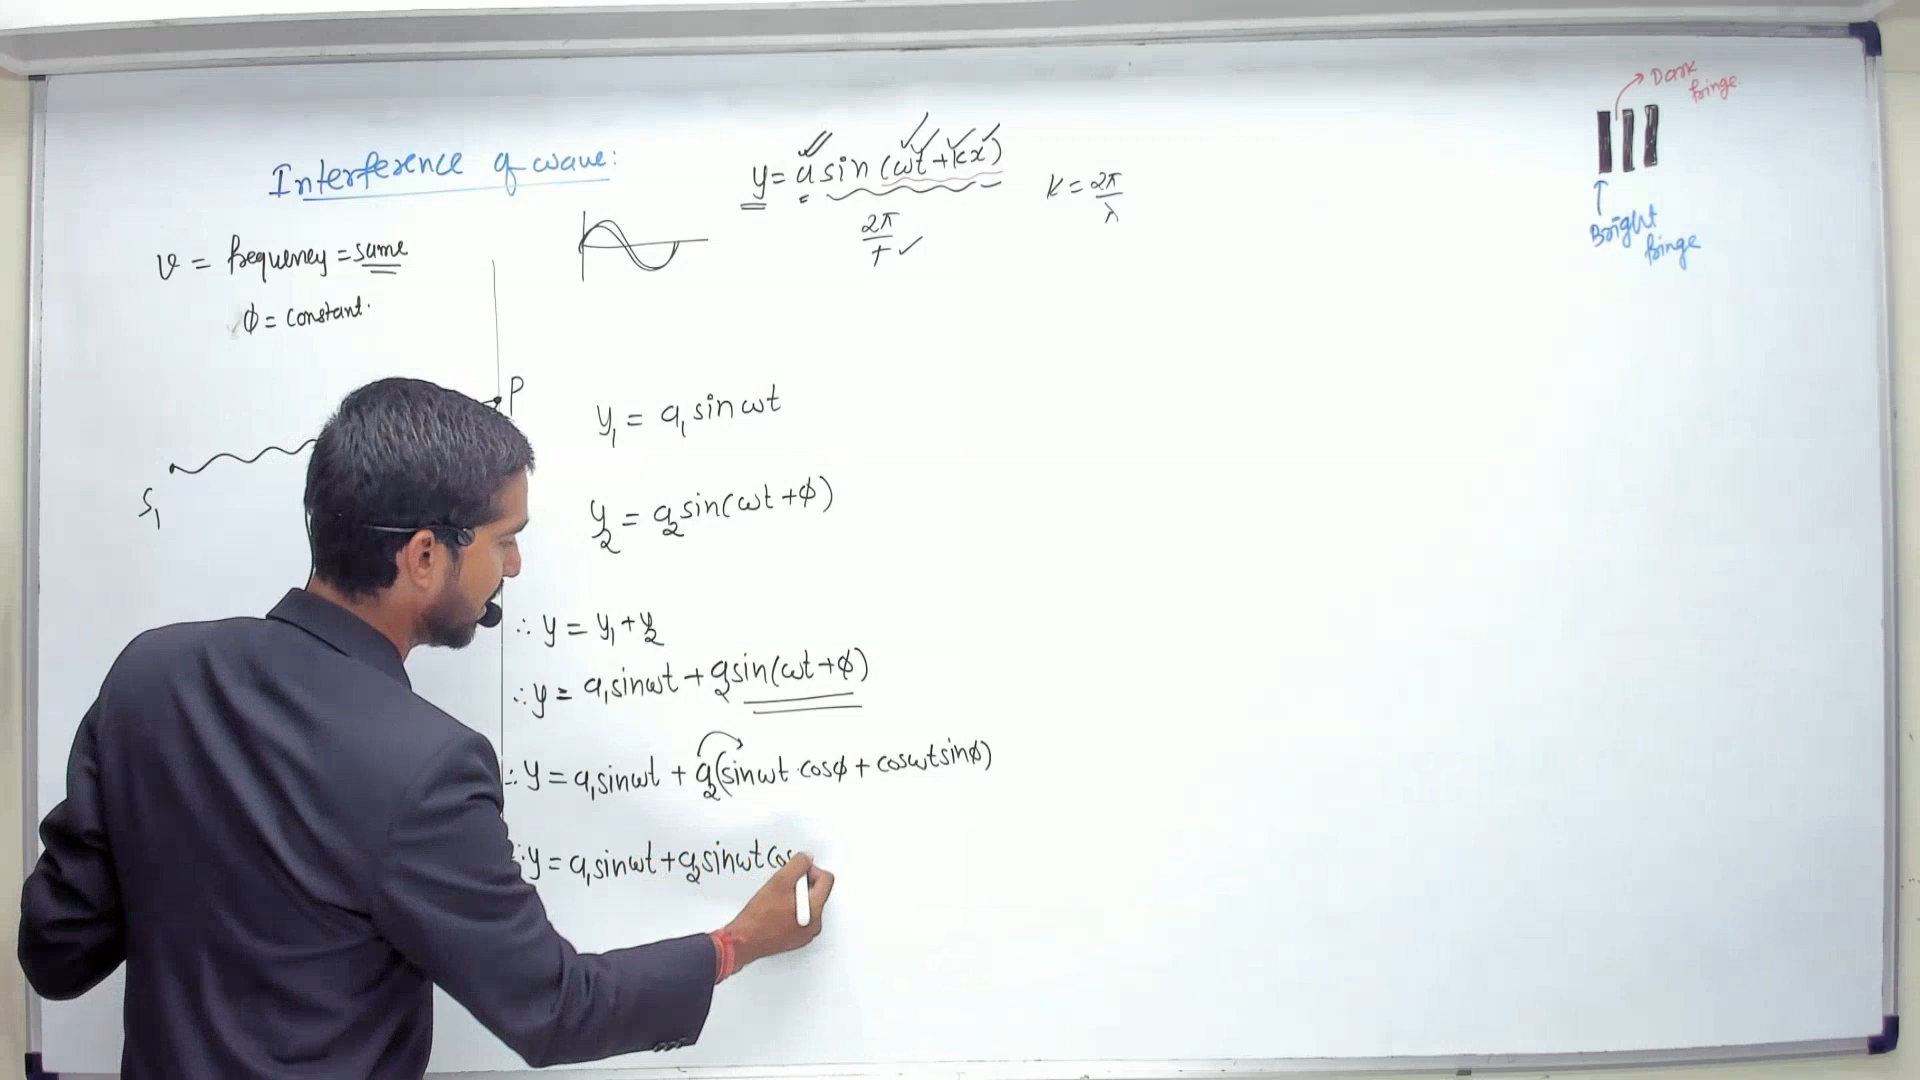 Interference of wave:
ν = frequency = same
ϕ = constant.
y = a sin (ωt + kx)
2π
T
k = 2π
λ
Dark
fringe
Bright
fringe
P
S₁
y₁ = a₁ sin ωt
y₂ = a₂ sin(ωt + ϕ)
∴ y = y₁ + y₂
∴ y = a₁ sinωt + a₂ sin(ωt + ϕ)
∴ y = a₁ sinωt + a₂(sinωt · cosϕ + cosωt sinϕ)
∴ y = a₁ sinωt + a₂ sinωt cos